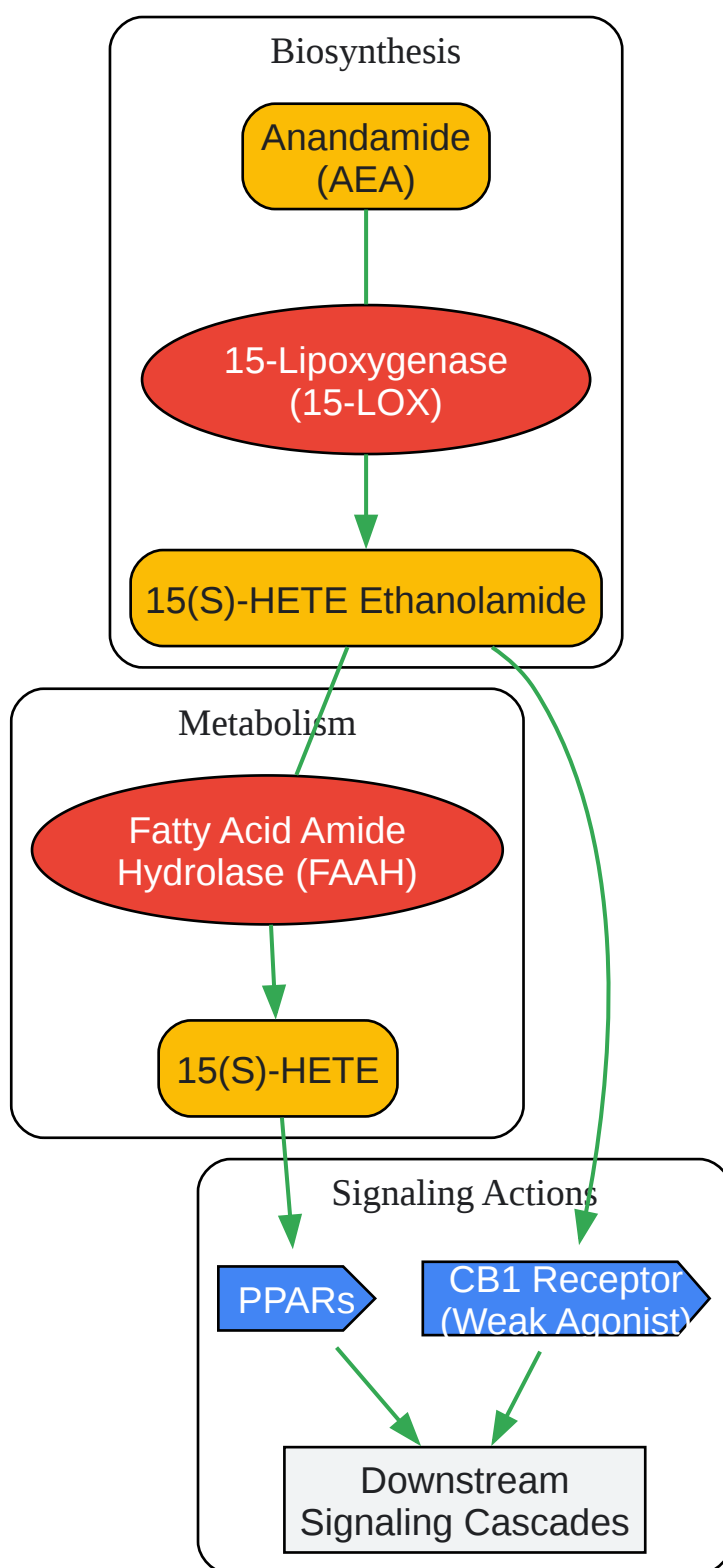 Biosynthesis
Anandamide
(AEA)
15-Lipoxygenase
(15-LOX)
15(S)-HETE Ethanolamide
Metabolism
Fatty Acid Amide
Hydrolase (FAAH)
15(S)-HETE
Signaling Actions
PPARs
CB1 Receptor
(Weak Agonist)
Downstream
Signaling Cascades